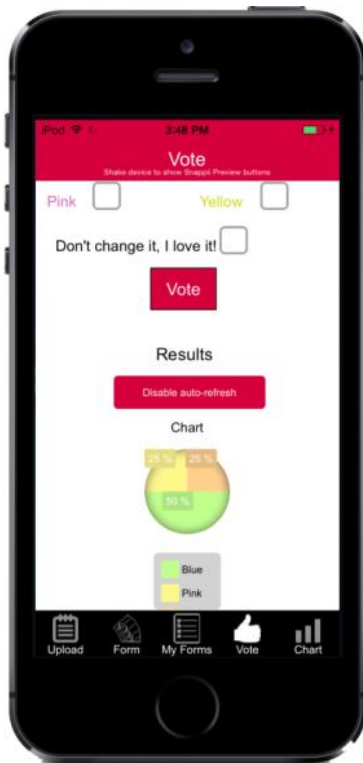 iPod 3:48 PM
Vote
Shake device to show Snappii Preview buttons
Pink Yellow
Don't change it, I love it!
Vote
Results
Disable auto-refresh
Chart
25 % 25 %
50 %
Blue
Pink
Upload Form My Forms Vote Chart